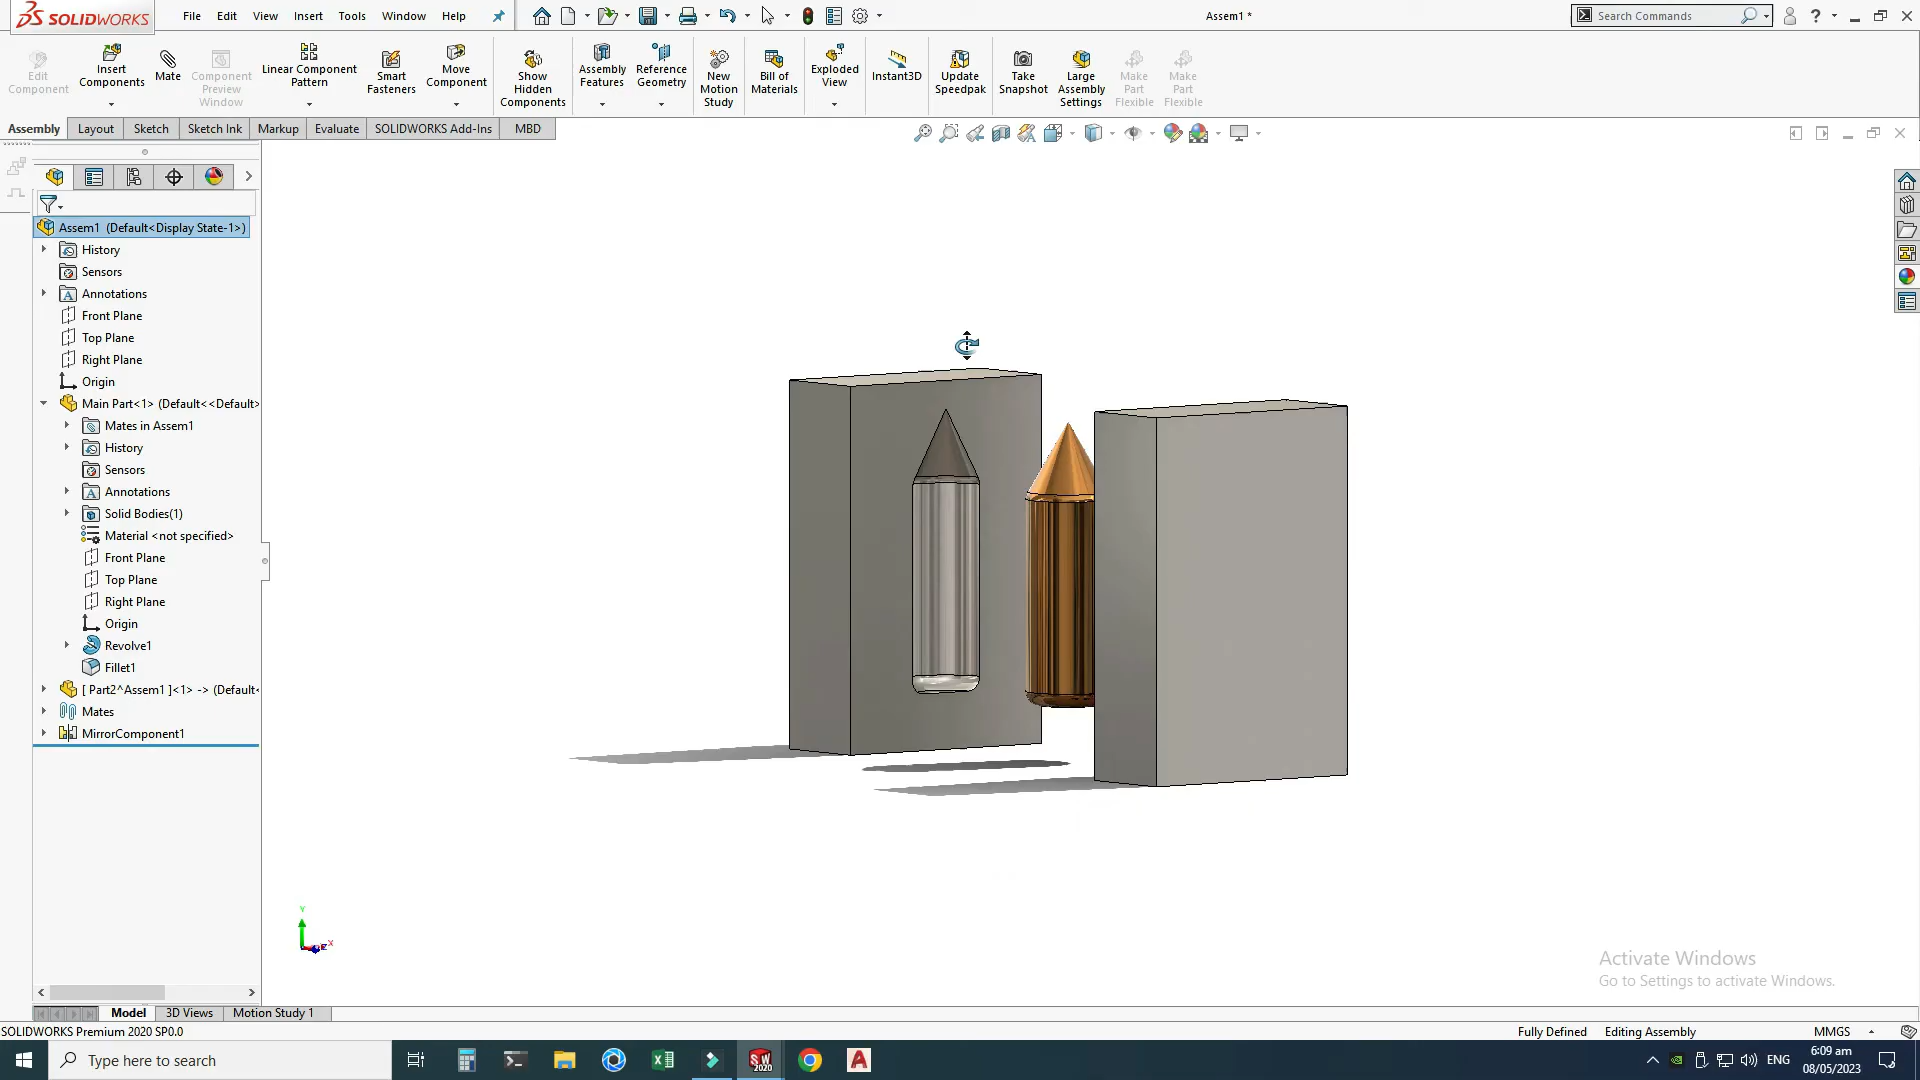 SOLIDWORKS File Edit View Insert Tools Window Help Assem1 * Search Commands
Edit Component
Insert Components
Mate
Component Preview Window
Linear Component Pattern
Smart Fasteners
Move Component
Show Hidden Components
Assembly Features
Reference Geometry
New Motion Study
Bill of Materials
Exploded View
Instant3D
Update Speedpak
Take Snapshot
Large Assembly Settings
Make Part Flexible
Make Part Flexible
Assembly Layout Sketch Sketch Ink Markup Evaluate SOLIDWORKS Add-Ins MBD
Assem1 (Default<Display State-1>)
History
Sensors
Annotations
Front Plane
Top Plane
Right Plane
Origin
Main Part<1> (Default<<Default>
Mates in Assem1
History
Sensors
Annotations
Solid Bodies(1)
Material <not specified>
Front Plane
Top Plane
Right Plane
Origin
Revolve1
Fillet1
[ Part2^Assem1 ]<1> -> (Default<
Mates
MirrorComponent1
Y
Z X
Activate Windows
Go to Settings to activate Windows.
Model 3D Views Motion Study 1
SOLIDWORKS Premium 2020 SP0.0 Fully Defined Editing Assembly MMGS
Type here to search
SW 2020
ENG
6:09 am
08/05/2023